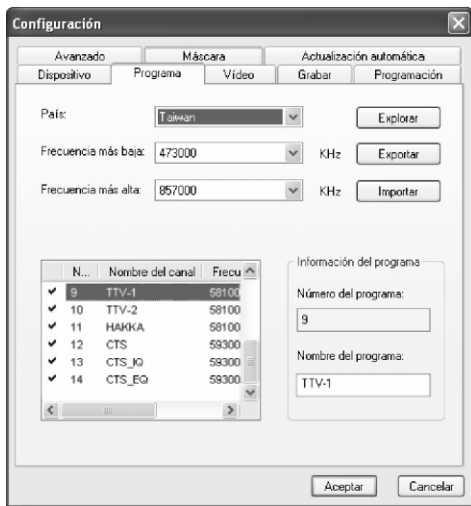 Configuración
Avanzado Máscara Actualización automática
Dispositivo Programa Vídeo Grabar Programación
País: Taiwan Explorar
Frecuencia más baja: 473000 KHz Exportar
Frecuencia más alta: 857000 KHz Importar
N... Nombre del canal Frecu
9 TTV-1 58100
10 TTV-2 58100
11 HAKKA 58100
12 CTS 59300
13 CTS_IQ 59300
14 CTS_EQ 59300
Información del programa
Número del programa:
9
Nombre del programa:
TTV-1
Aceptar Cancelar